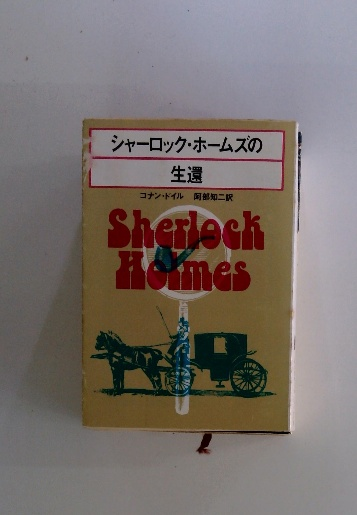 シャーロック・ホームズの
生還
コナン・ドイル 阿部知二訳
Sherlock
Holmes